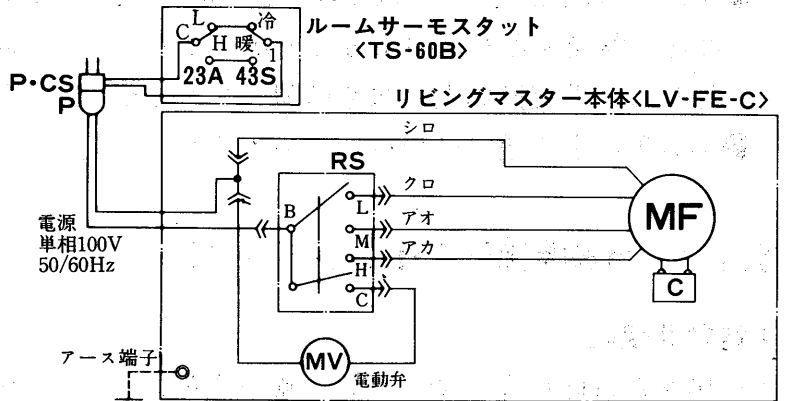 ルームサーモスタット
<TS-60B>
L
冷
C
H 暖
1
23A 43S
P・CS
P
リビングマスター本体<LV-FE-C>
シロ
RS
クロ
B
L
アオ
MF
M
アカ
H
C
C
電源
単相100V
50/60Hz
MV
電動弁
アース端子